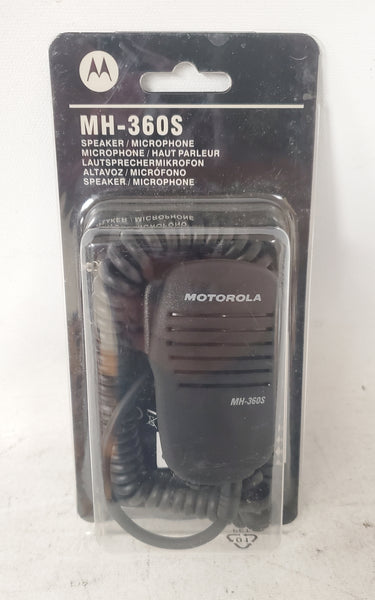 MH-360S
SPEAKER / MICROPHONE
MICROPHONE / HAUT PARLEUR
LAUTSPRECHERMIKROFON
ALTAVOZ / MICRÓFONO
SPEAKER / MICROPHONE
MOTOROLA
MH-360S